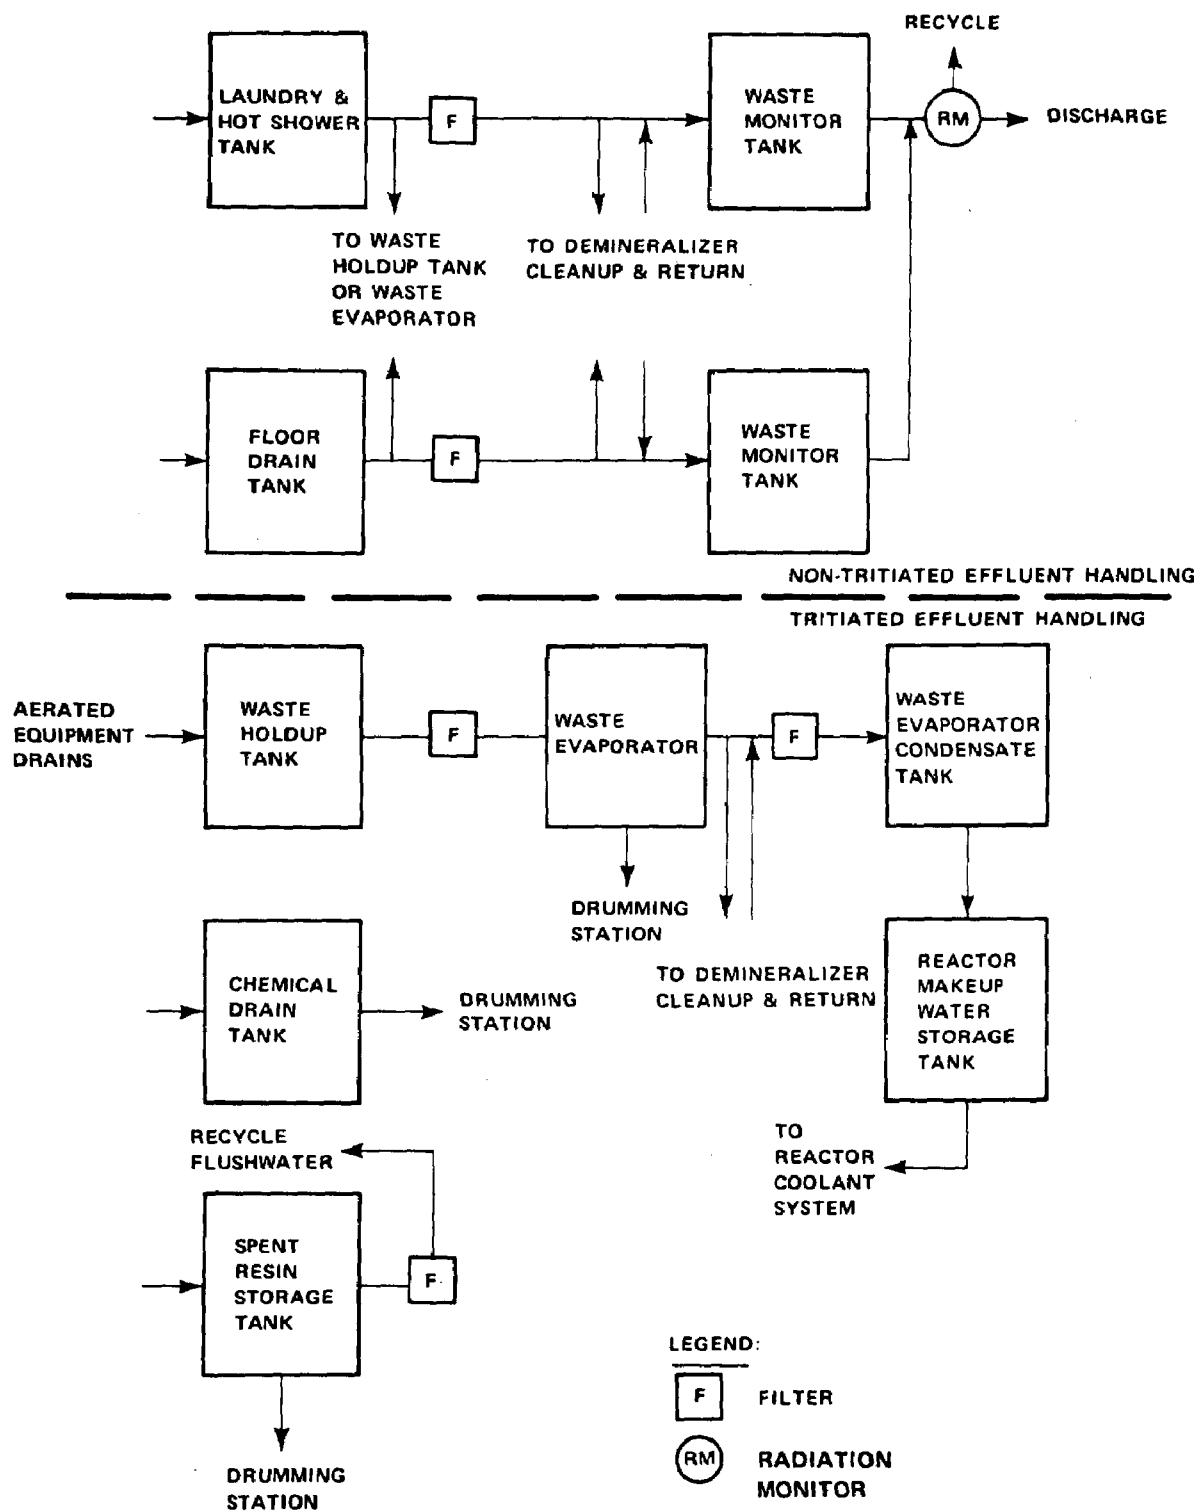 RECYCLE
LAUNDRY &
HOT SHOWER
TANK
F
WASTE
MONITOR
TANK
RM
DISCHARGE
TO WASTE
HOLDUP TANK
OR WASTE
EVAPORATOR
TO DEMINERALIZER
CLEANUP & RETURN
FLOOR
DRAIN
TANK
F
WASTE
MONITOR
TANK
NON-TRITIATED EFFLUENT HANDLING
TRITIATED EFFLUENT HANDLING
AERATED
EQUIPMENT
DRAINS
WASTE
HOLDUP
TANK
F
WASTE
EVAPORATOR
F
WASTE
EVAPORATOR
CONDENSATE
TANK
DRUMMING
STATION
TO DEMINERALIZER
CLEANUP & RETURN
CHEMICAL
DRAIN
TANK
DRUMMING
STATION
REACTOR
MAKEUP
WATER
STORAGE
TANK
TO
REACTOR
COOLANT
SYSTEM
RECYCLE
FLUSHWATER
SPENT
RESIN
STORAGE
TANK
F
DRUMMING
STATION
LEGEND:
F FILTER
RM RADIATION
MONITOR